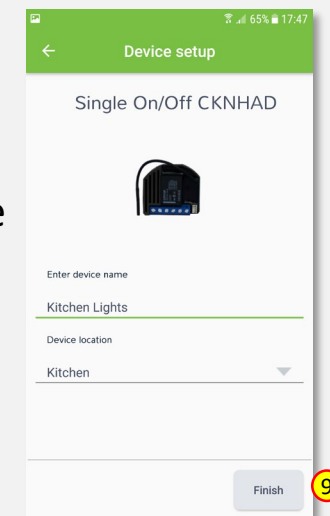 65% 17:47
Device setup
Single On/Off CKNHAD
e
Enter device name
Kitchen Lights
Device location
Kitchen
Finish
9